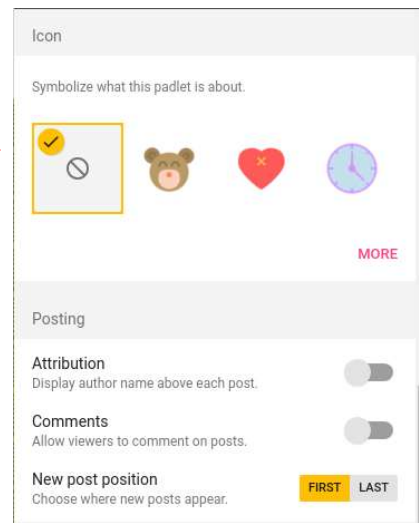 Icon
Symbolize what this padlet is about.
MORE
Posting
Attribution
Display author name above each post.
Comments
Allow viewers to comment on posts.
New post position
Choose where new posts appear.
FIRST LAST